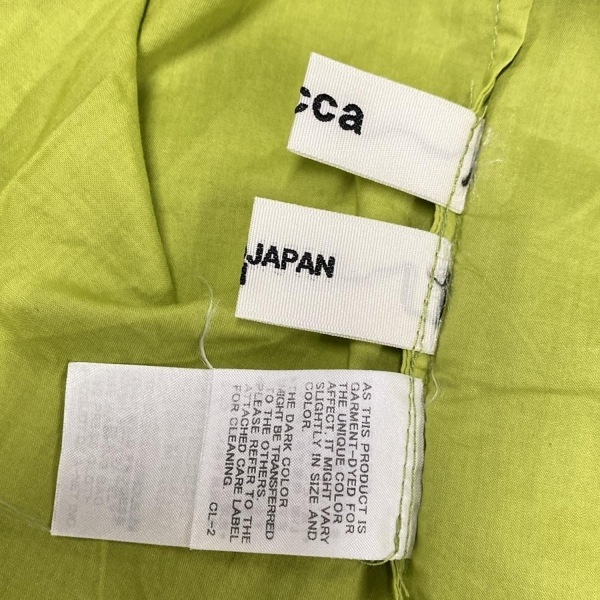 cca
JAPAN
AS THIS PRODUCT IS
GARMENT-DYED FOR
THE UNIQUE COLOR
AFFECT, IT MIGHT VARY
SLIGHTLY IN SIZE AND
COLOR.
THE DARK COLOR
MIGHT BE TRANSFERRED
TO THE OTHERS
PLEASE REFER TO THE
ATTACHED CARE LABEL
FOR CLEANING.
CL-2